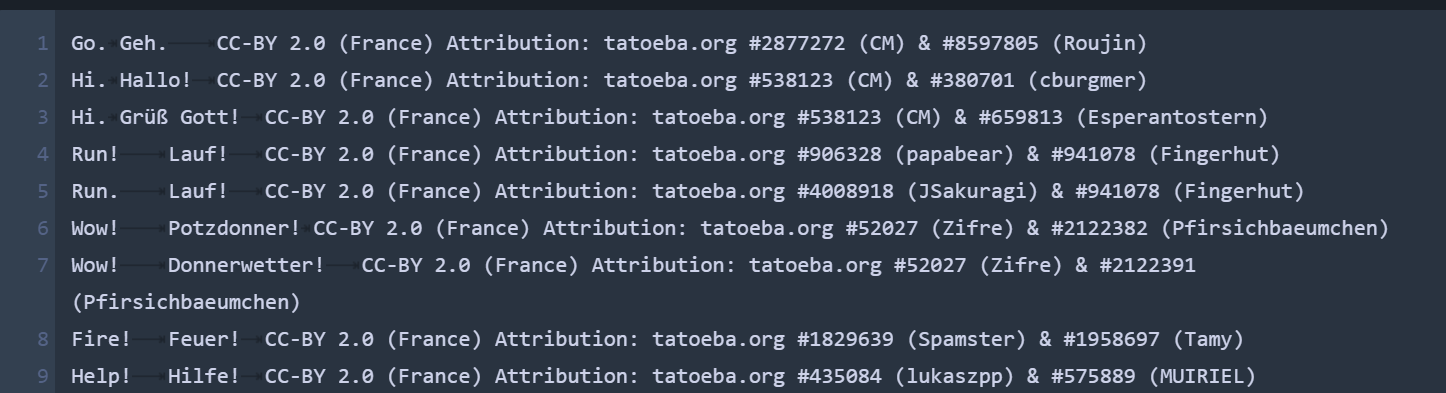 1 Go. Geh. CC-BY 2.0 (France) Attribution: tatoeba.org #2877272 (CM) & #8597805 (Roujin)
2 Hi. Hallo! CC-BY 2.0 (France) Attribution: tatoeba.org #538123 (CM) & #380701 (cburgmer)
3 Hi. Grüß Gott! CC-BY 2.0 (France) Attribution: tatoeba.org #538123 (CM) & #659813 (Esperantostern)
4 Run! Lauf! CC-BY 2.0 (France) Attribution: tatoeba.org #906328 (papabear) & #941078 (Fingerhut)
5 Run. Lauf! CC-BY 2.0 (France) Attribution: tatoeba.org #4008918 (JSakuragi) & #941078 (Fingerhut)
6 Wow! Potzdonner! CC-BY 2.0 (France) Attribution: tatoeba.org #52027 (Zifre) & #2122382 (Pfirsichbaeumchen)
7 Wow! Donnerwetter! CC-BY 2.0 (France) Attribution: tatoeba.org #52027 (Zifre) & #2122391
(Pfirsichbaeumchen)
8 Fire! Feuer! CC-BY 2.0 (France) Attribution: tatoeba.org #1829639 (Spamster) & #1958697 (Tamy)
9 Help! Hilfe! CC-BY 2.0 (France) Attribution: tatoeba.org #435084 (lukaszpp) & #575889 (MUIRIEL)